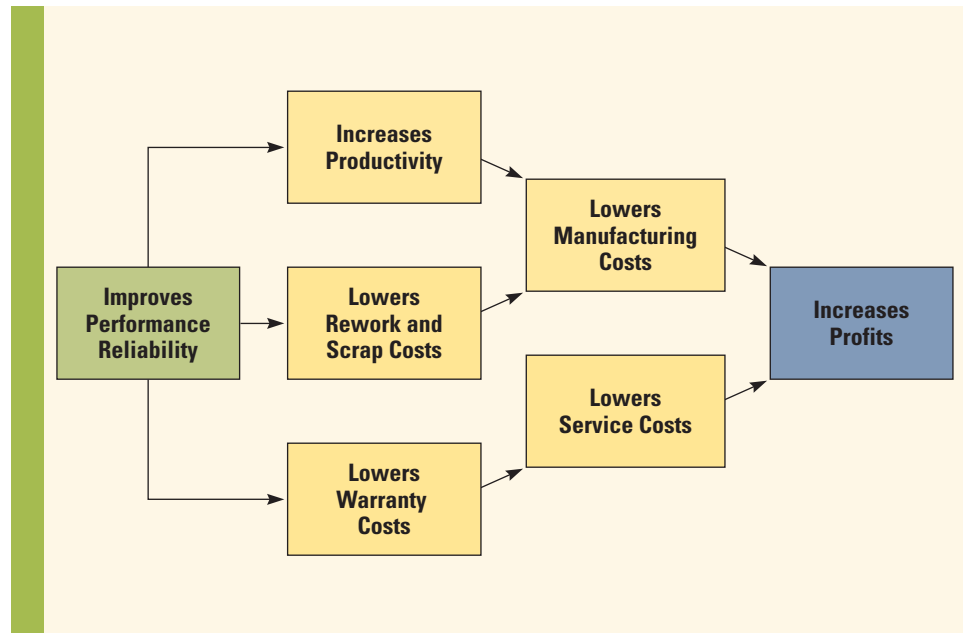 Increases
Productivity
Lowers
Manufacturing
Costs
Improves
Performance
Reliability
Lowers
Rework and
Scrap Costs
Increases
Profits
Lowers
Service Costs
Lowers
Warranty
Costs